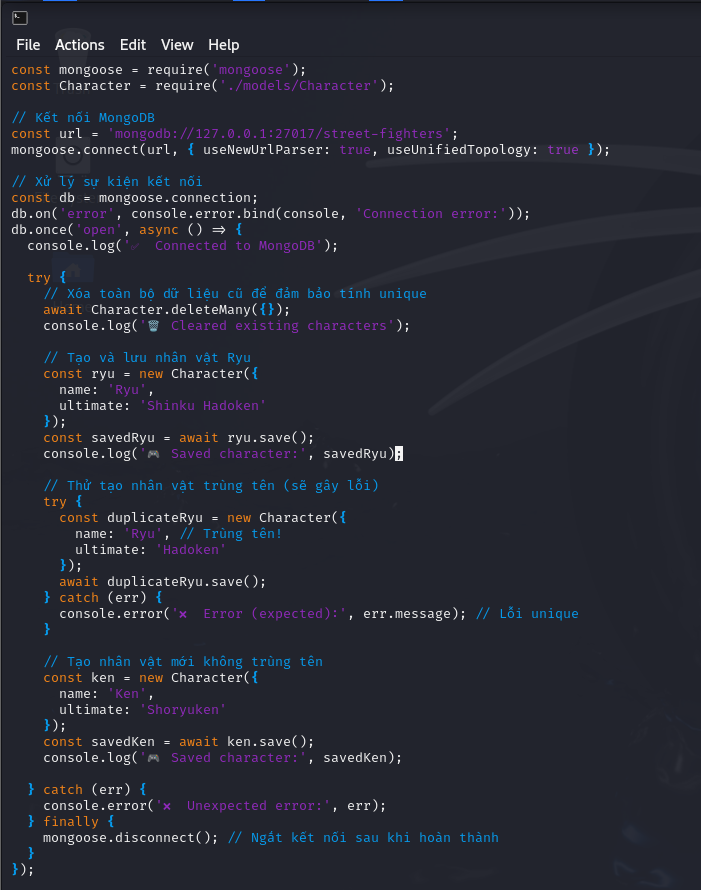 File Actions Edit View Help
const mongoose = require('mongoose');
const Character = require('./models/Character');

// Kết nối MongoDB
const url = 'mongodb://127.0.0.1:27017/street-fighters';
mongoose.connect(url, { useNewUrlParser: true, useUnifiedTopology: true });

// Xử lý sự kiện kết nối
const db = mongoose.connection;
db.on('error', console.error.bind(console, 'Connection error:'));
db.once('open', async () => {
  console.log('✅ Connected to MongoDB');

  try {
    // Xóa toàn bộ dữ liệu cũ để đảm bảo tính unique
    await Character.deleteMany({});
    console.log('🗑️ Cleared existing characters');

    // Tạo và lưu nhân vật Ryu
    const ryu = new Character({
      name: 'Ryu',
      ultimate: 'Shinku Hadoken'
    });
    const savedRyu = await ryu.save();
    console.log('🎮 Saved character:', savedRyu);

    // Thử tạo nhân vật trùng tên (sẽ gây lỗi)
    try {
      const duplicateRyu = new Character({
        name: 'Ryu', // Trùng tên!
        ultimate: 'Hadoken'
      });
      await duplicateRyu.save();
    } catch (err) {
      console.error('❌ Error (expected):', err.message); // Lỗi unique
    }

    // Tạo nhân vật mới không trùng tên
    const ken = new Character({
      name: 'Ken',
      ultimate: 'Shoryuken'
    });
    const savedKen = await ken.save();
    console.log('🎮 Saved character:', savedKen);

  } catch (err) {
    console.error('❌ Unexpected error:', err);
  } finally {
    mongoose.disconnect(); // Ngắt kết nối sau khi hoàn thành
  }
});